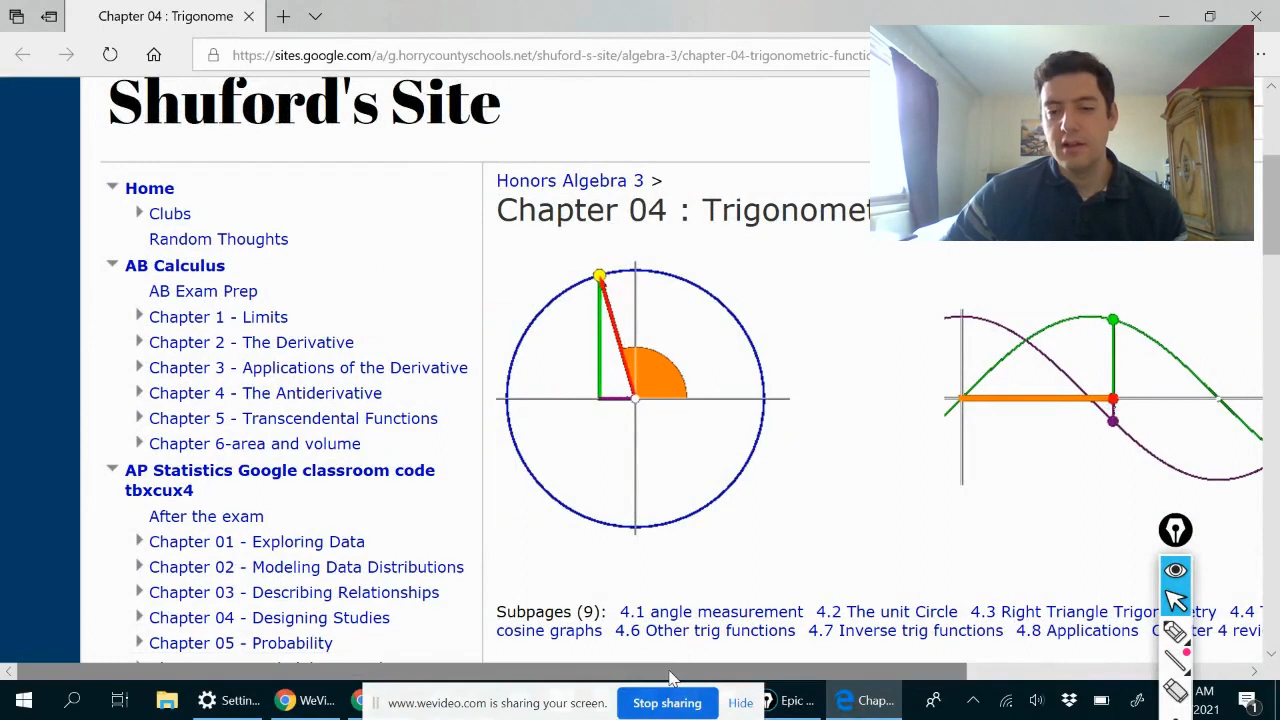 Chapter 04 : Trigonome
https://sites.google.com/a/g.horrycountyschools.net/shuford-s-site/algebra-3/chapter-04-trigonometric-functi
Shuford's Site
Home
Clubs
Random Thoughts
AB Calculus
AB Exam Prep
Chapter 1 - Limits
Chapter 2 - The Derivative
Chapter 3 - Applications of the Derivative
Chapter 4 - The Antiderivative
Chapter 5 - Transcendental Functions
Chapter 6-area and volume
AP Statistics Google classroom code
tbxcux4
After the exam
Chapter 01 - Exploring Data
Chapter 02 - Modeling Data Distributions
Chapter 03 - Describing Relationships
Chapter 04 - Designing Studies
Chapter 05 - Probability
Honors Algebra 3 >
Chapter 04 : Trigonome
Subpages (9): 4.1 angle measurement 4.2 The unit Circle 4.3 Right Triangle Trigonometry 4.4
cosine graphs 4.6 Other trig functions 4.7 Inverse trig functions 4.8 Applications Chapter 4 revi
Settin...
WeVi...
www.wevideo.com is sharing your screen.
Stop sharing
Hide
Epic ...
Chap...
AM
2021
1